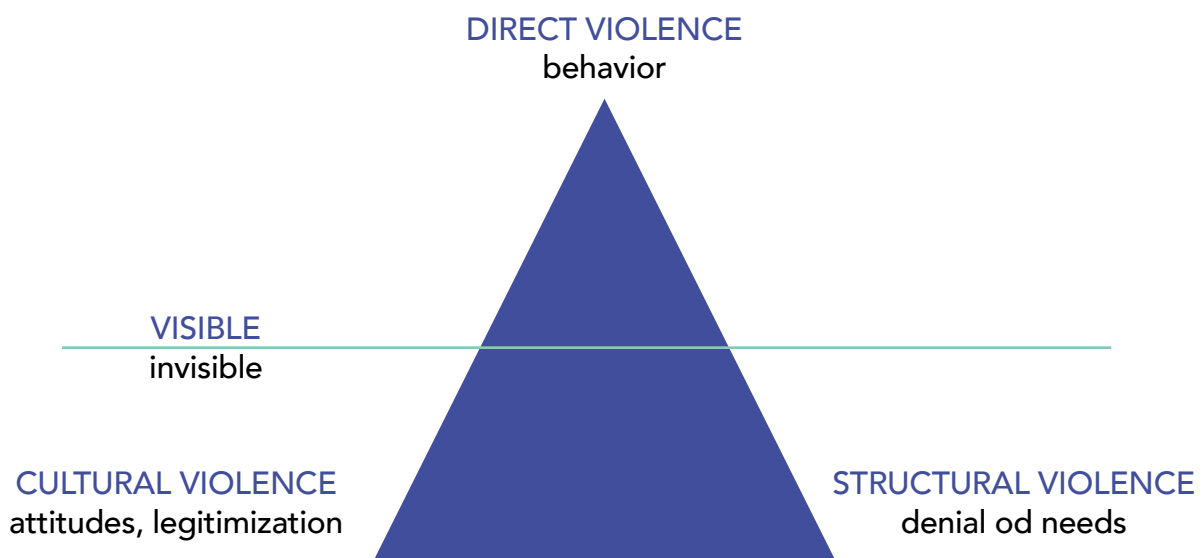 DIRECT VIOLENCE
behavior
VISIBLE
invisible
CULTURAL VIOLENCE
attitudes, legitimization
STRUCTURAL VIOLENCE
denial od needs